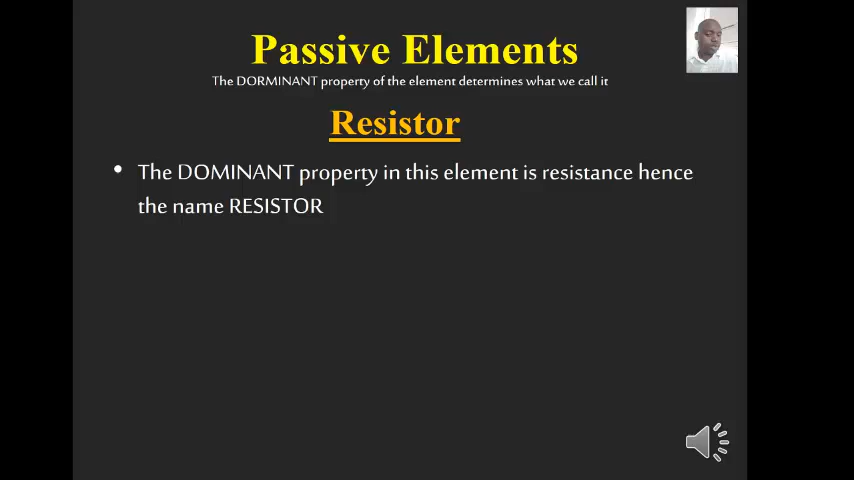 Passive Elements
The DORMINANT property of the element determines what we call it
Resistor
• The DOMINANT property in this element is resistance hence
the name RESISTOR